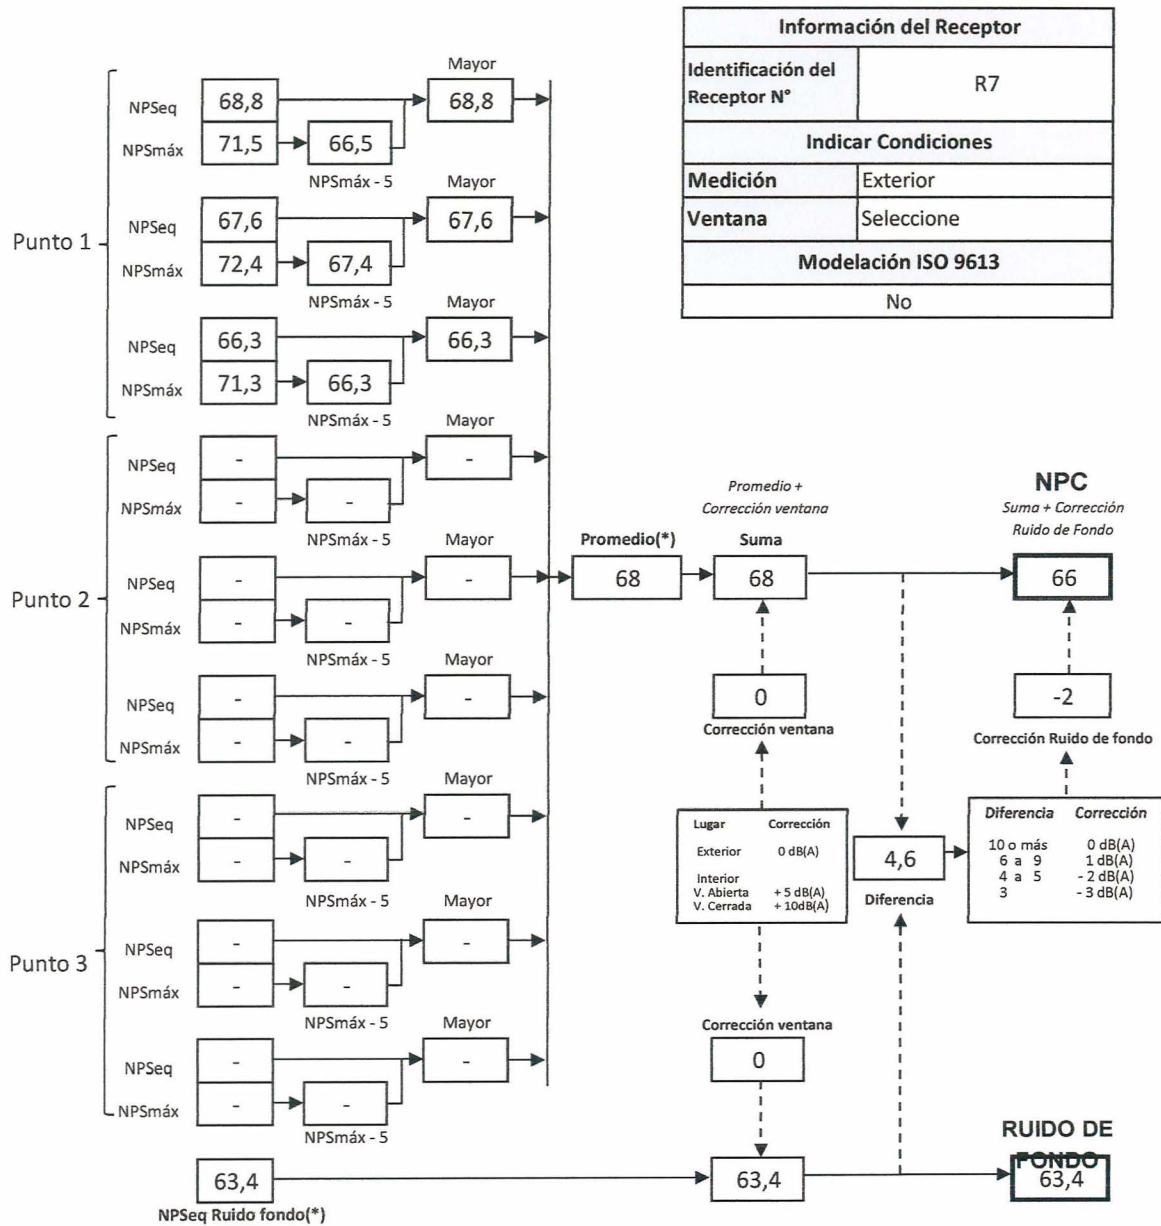 Información del Receptor
Identificación del Receptor N°
R7
Indicar Condiciones
Medición Exterior
Ventana Seleccione
Modelación ISO 9613
No
Punto 1
Mayor
NPSeq 68,8 68,8
NPSmáx 71,5 66,5
NPSmáx - 5
Mayor
NPSeq 67,6 67,6
NPSmáx 72,4 67,4
NPSmáx - 5
Mayor
NPSeq 66,3 66,3
NPSmáx 71,3 66,3
NPSmáx - 5
Punto 2
Mayor
NPSeq - -
NPSmáx - -
NPSmáx - 5
Mayor
NPSeq - -
NPSmáx - -
NPSmáx - 5
Mayor
NPSeq - -
NPSmáx - -
NPSmáx - 5
Punto 3
Mayor
NPSeq - -
NPSmáx - -
NPSmáx - 5
Mayor
NPSeq - -
NPSmáx - -
NPSmáx - 5
Mayor
NPSeq - -
NPSmáx - -
NPSmáx - 5
63,4
NPSeq Ruido fondo(*)
Promedio(*)
68
Promedio +
Corrección ventana
Suma
68
0
Corrección ventana
Lugar Corrección
Exterior 0 dB(A)
Interior
V. Abierta + 5 dB(A)
V. Cerrada + 10dB(A)
Corrección ventana
0
63,4
4,6
Diferencia
NPC
Suma + Corrección
Ruido de Fondo
66
-2
Corrección Ruido de fondo
Diferencia Corrección
10 o más 0 dB(A)
6 a 9 1 dB(A)
4 a 5 - 2 dB(A)
3 - 3 dB(A)
RUIDO DE
FONDO
63,4